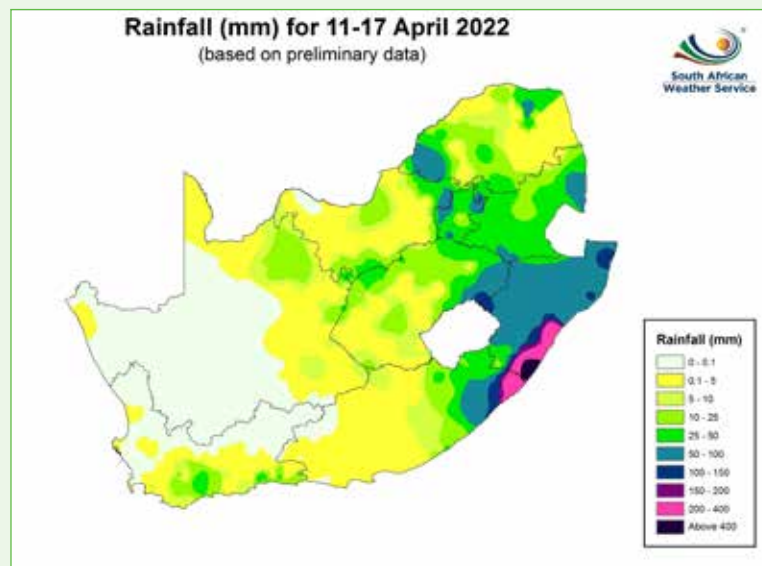 Rainfall (mm) for 11-17 April 2022
(based on preliminary data)
South African
Weather Service
Rainfall (mm)
0 - 0.1
0.1 - 5
5 - 10
10 - 25
25 - 50
50 - 100
100 - 150
150 - 200
200 - 400
Above 400